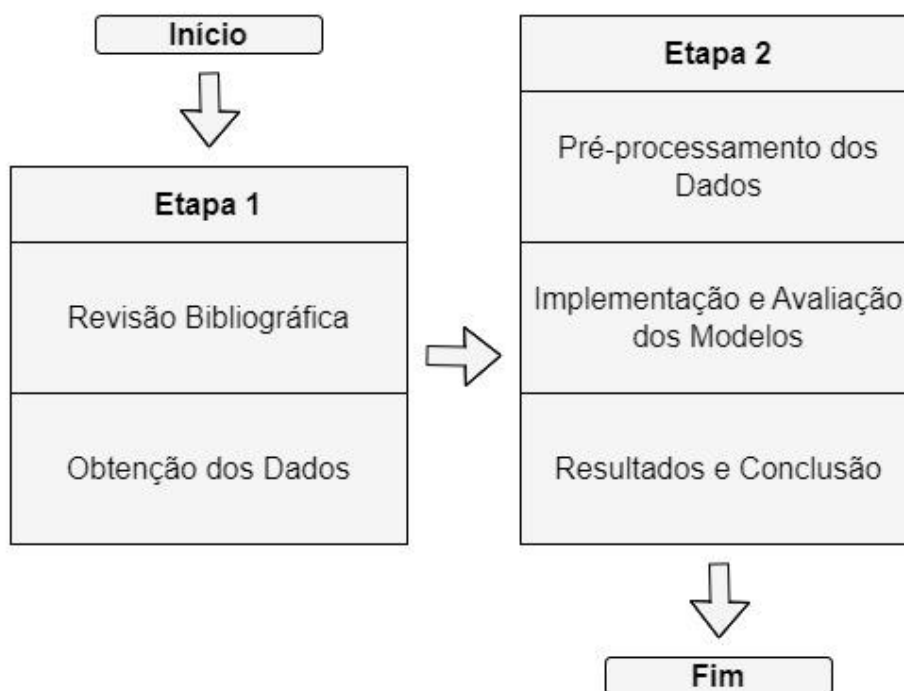 Início
Etapa 1
Revisão Bibliográfica
Obtenção dos Dados
Etapa 2
Pré-processamento dos
Dados
Implementação e Avaliação
dos Modelos
Resultados e Conclusão
Fim